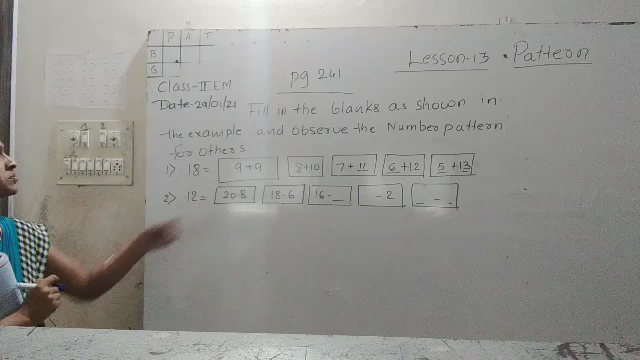 P A T
B
G
Lesson-13 • Pattern
Pg 241
Class-II EM
Date-29/01/21 Fill in the blanks as shown in
the example and observe the Number pattern
for others
1) 18= 9+9 8+10 7+11 6+12 5+13
2) 12= 20-8 18-6 16-_ -2 _ - _